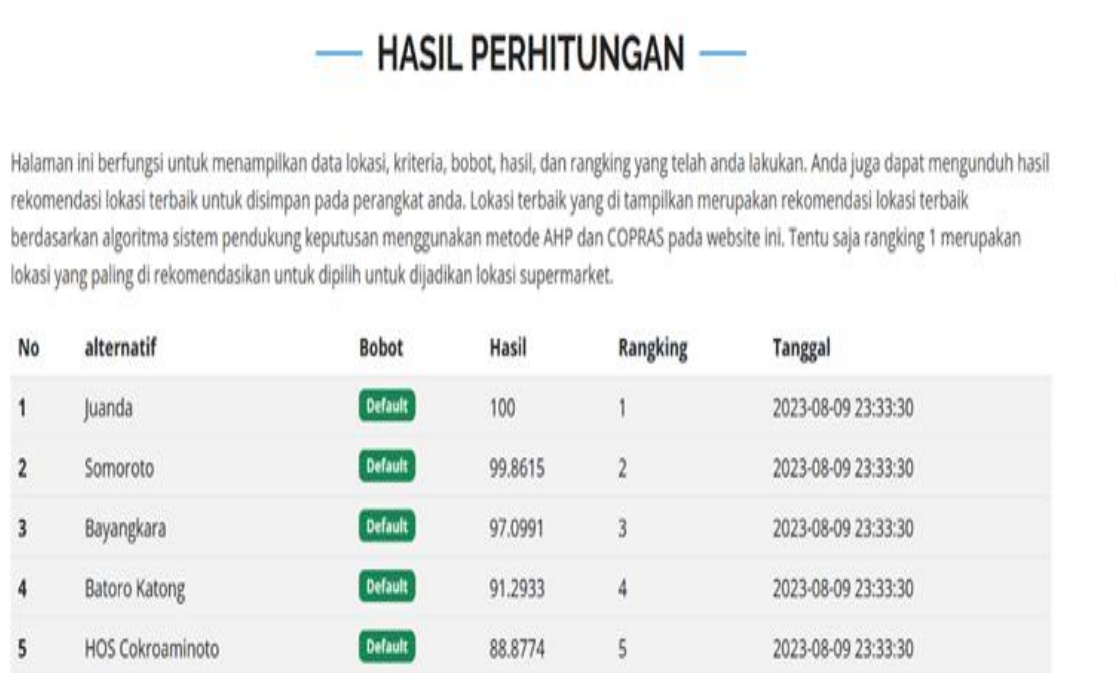 HASIL PERHITUNGAN
Halaman ini berfungsi untuk menampilkan data lokasi, kriteria, bobot, hasil, dan rangking yang telah anda lakukan. Anda juga dapat mengunduh hasil
rekomendasi lokasi terbaik untuk disimpan pada perangkat anda. Lokasi terbaik yang di tampilkan merupakan rekomendasi lokasi terbaik
berdasarkan algoritma sistem pendukung keputusan menggunakan metode AHP dan COPRAS pada website ini. Tentu saja rangking 1 merupakan
lokasi yang paling di rekomendasikan untuk dipilih untuk dijadikan lokasi supermarket.
No alternatif Bobot Hasil Rangking Tanggal
1 Juanda Default 100 1 2023-08-09 23:33:30
2 Somoroto Default 99.8615 2 2023-08-09 23:33:30
3 Bayangkara Default 97.0991 3 2023-08-09 23:33:30
4 Batoro Katong Default 91.2933 4 2023-08-09 23:33:30
5 HOS Cokroaminoto Default 88.8774 5 2023-08-09 23:33:30